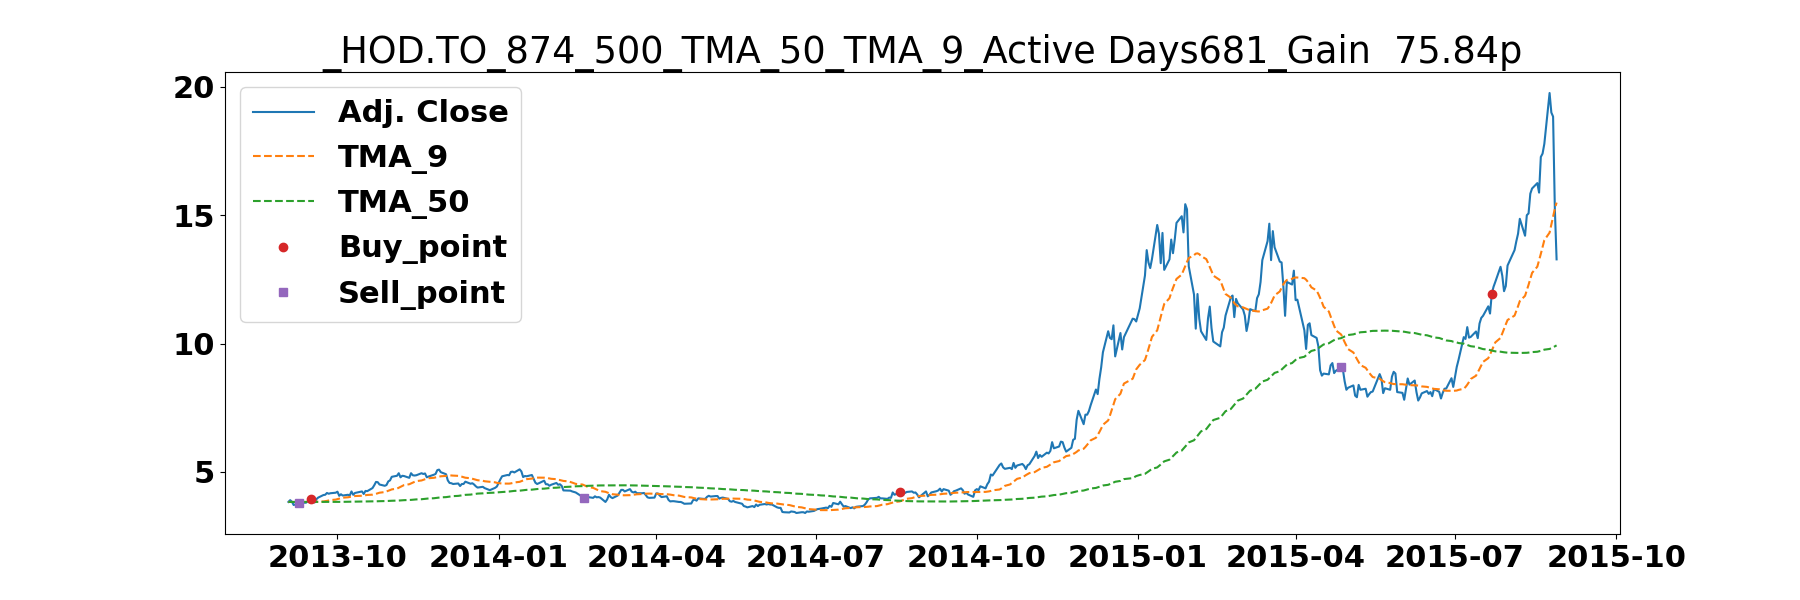 _HOD.TO_874_500_TMA_50_TMA_9_Active Days681_Gain  75.84p
20
15
10
5
Adj. Close
TMA_9
TMA_50
Buy_point
Sell_point
2013-10 2014-01 2014-04 2014-07 2014-10 2015-01 2015-04 2015-07 2015-10